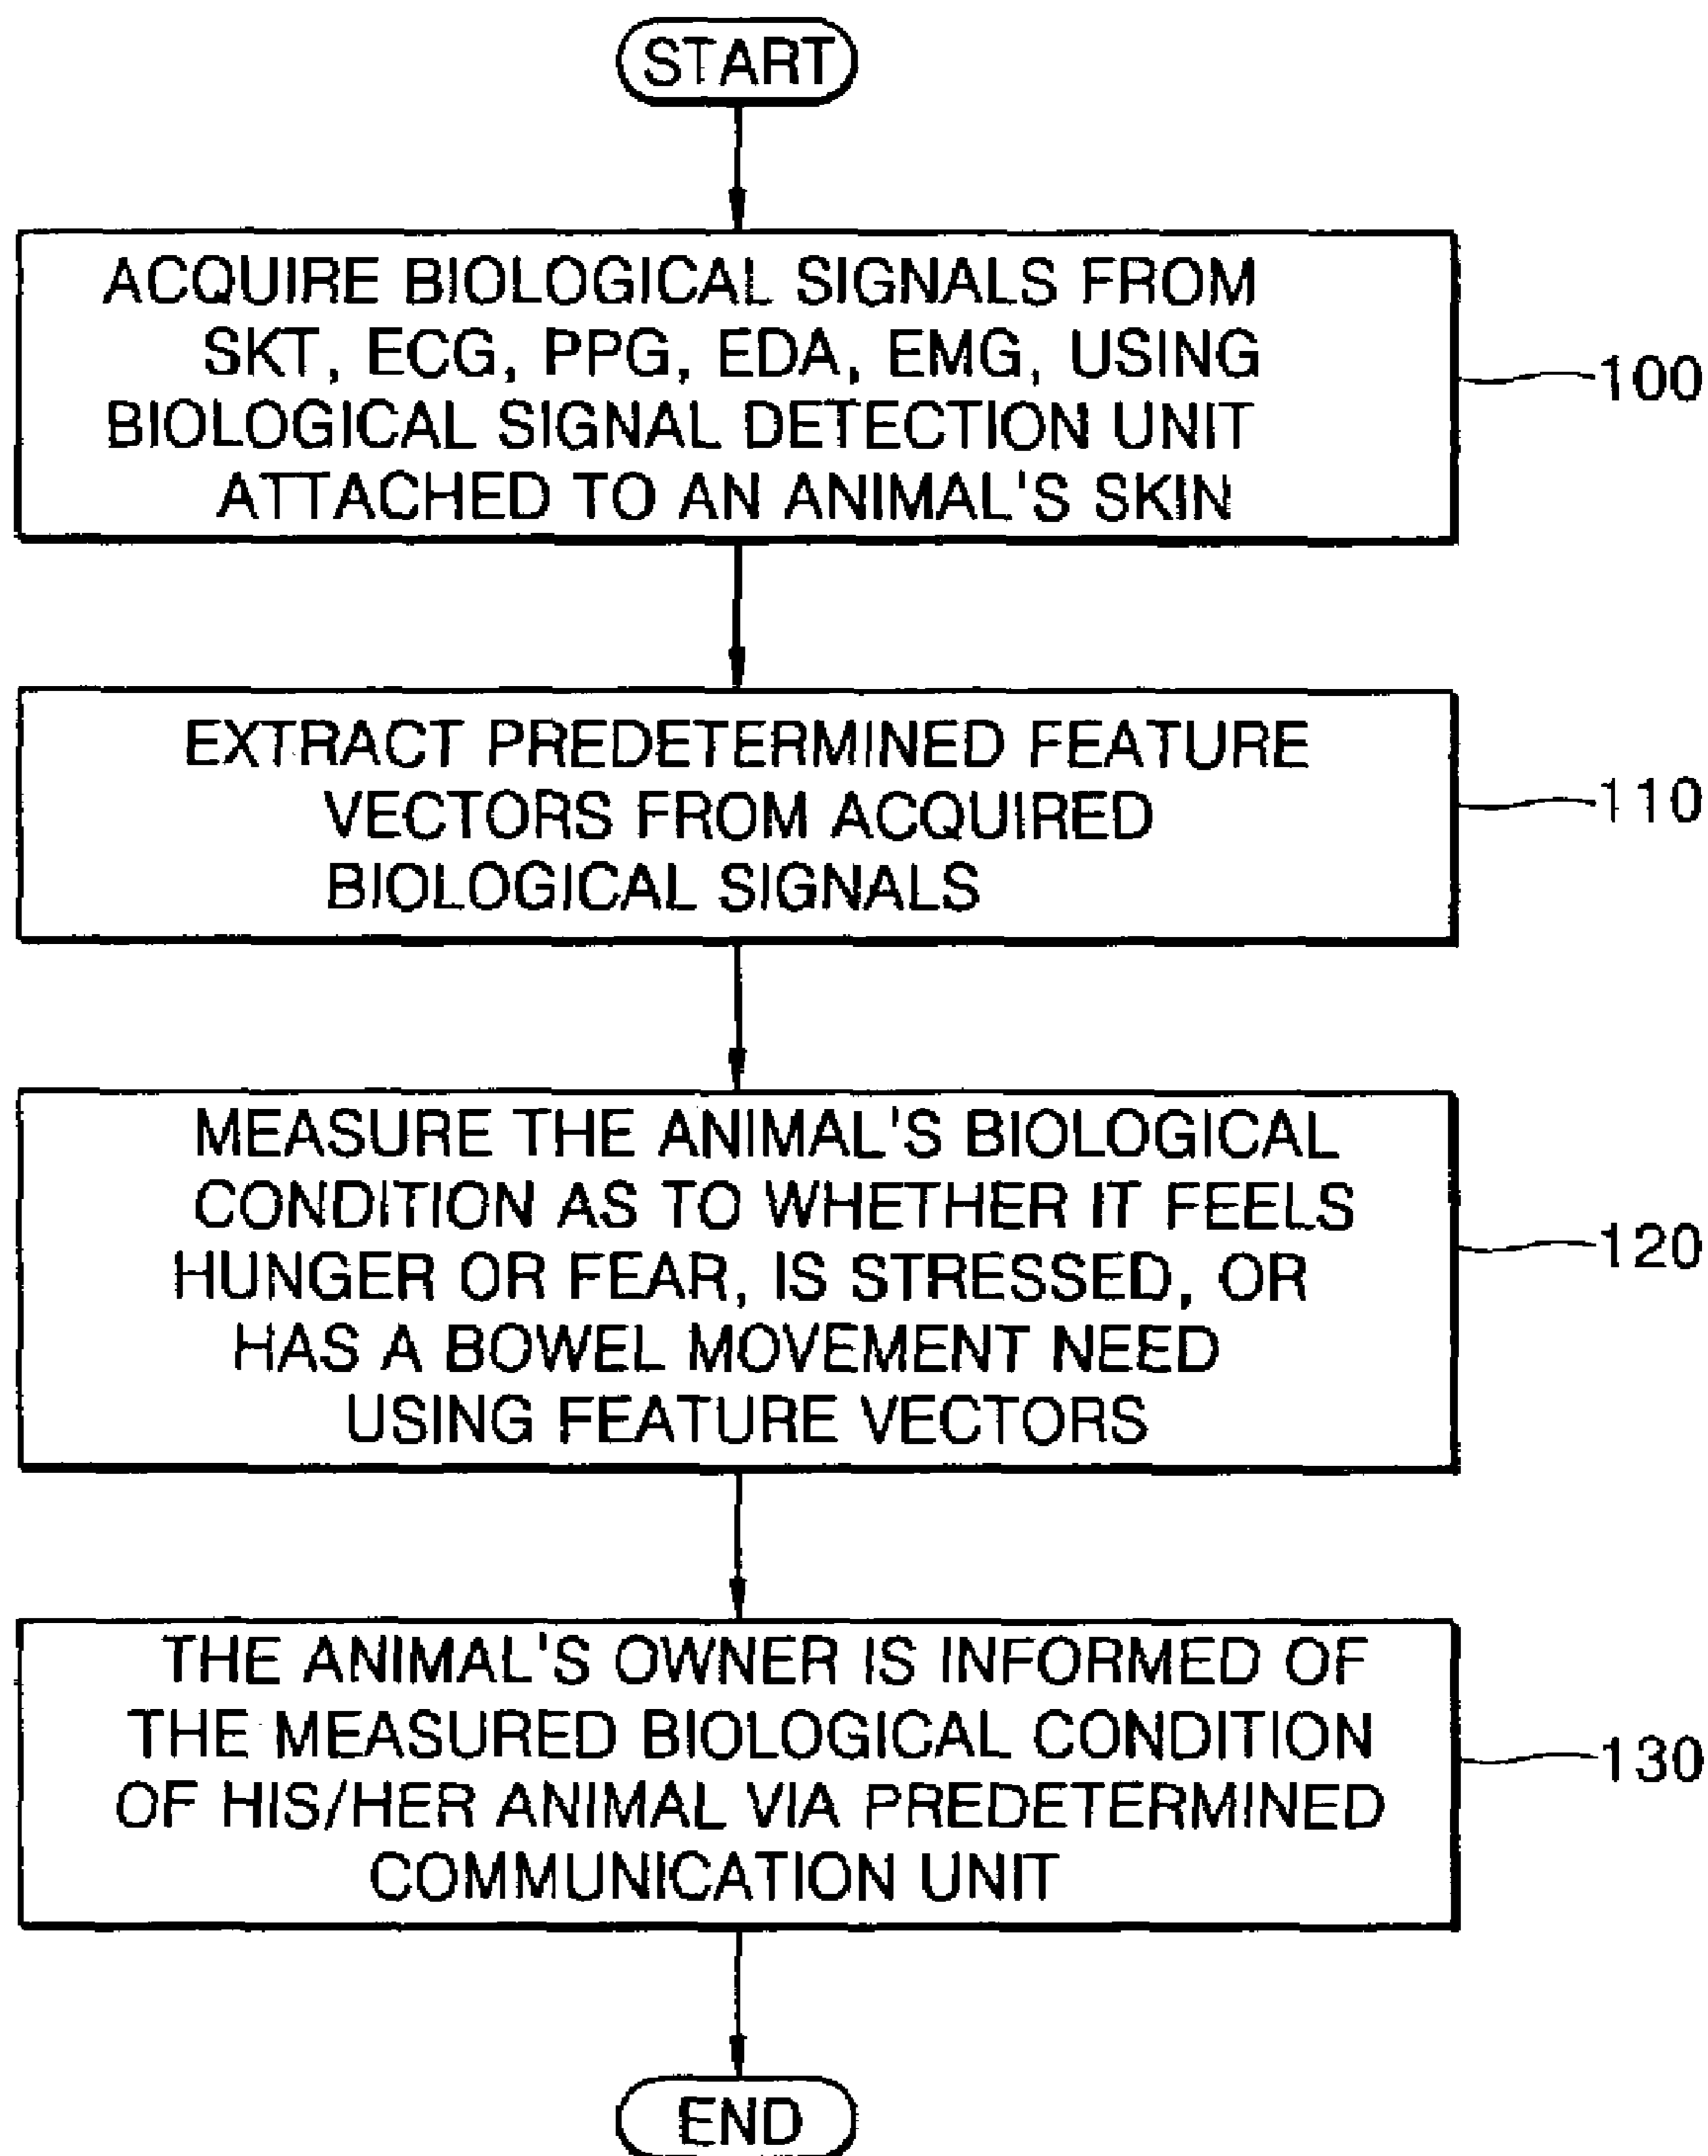 START
ACQUIRE BIOLOGICAL SIGNALS FROM
SKT, ECG, PPG, EDA, EMG, USING
BIOLOGICAL SIGNAL DETECTION UNIT
ATTACHED TO AN ANIMAL'S SKIN
100
EXTRACT PREDETERMINED FEATURE
VECTORS FROM ACQUIRED
BIOLOGICAL SIGNALS
110
MEASURE THE ANIMAL'S BIOLOGICAL
CONDITION AS TO WHETHER IT FEELS
HUNGER OR FEAR, IS STRESSED, OR
HAS A BOWEL MOVEMENT NEED
USING FEATURE VECTORS
120
THE ANIMAL'S OWNER IS INFORMED OF
THE MEASURED BIOLOGICAL CONDITION
OF HIS/HER ANIMAL VIA PREDETERMINED
COMMUNICATION UNIT
130
END